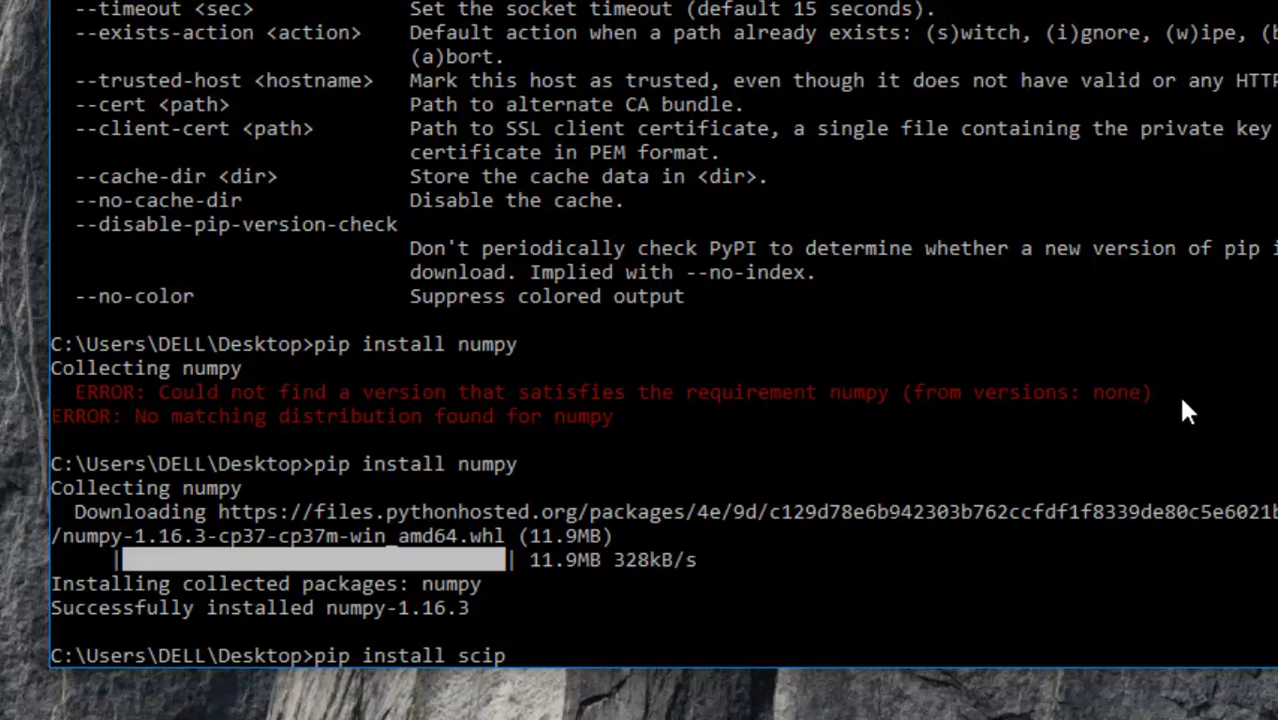 --timeout <sec> Set the socket timeout (default 15 seconds).
--exists-action <action> Default action when a path already exists: (s)witch, (i)gnore, (w)ipe, (b
(a)bort.
--trusted-host <hostname> Mark this host as trusted, even though it does not have valid or any HTTP
--cert <path> Path to alternate CA bundle.
--client-cert <path> Path to SSL client certificate, a single file containing the private key
certificate in PEM format.
--cache-dir <dir> Store the cache data in <dir>.
--no-cache-dir Disable the cache.
--disable-pip-version-check
Don't periodically check PyPI to determine whether a new version of pip i
download. Implied with --no-index.
--no-color Suppress colored output
C:\Users\DELL\Desktop>pip install numpy
Collecting numpy
ERROR: Could not find a version that satisfies the requirement numpy (from versions: none)
ERROR: No matching distribution found for numpy
C:\Users\DELL\Desktop>pip install numpy
Collecting numpy
Downloading https://files.pythonhosted.org/packages/4e/9d/c129d78e6b942303b762ccfdf1f8339de80c5e6021b
/numpy-1.16.3-cp37-cp37m-win_amd64.whl (11.9MB)
| | 11.9MB 328kB/s
Installing collected packages: numpy
Successfully installed numpy-1.16.3
C:\Users\DELL\Desktop>pip install scip